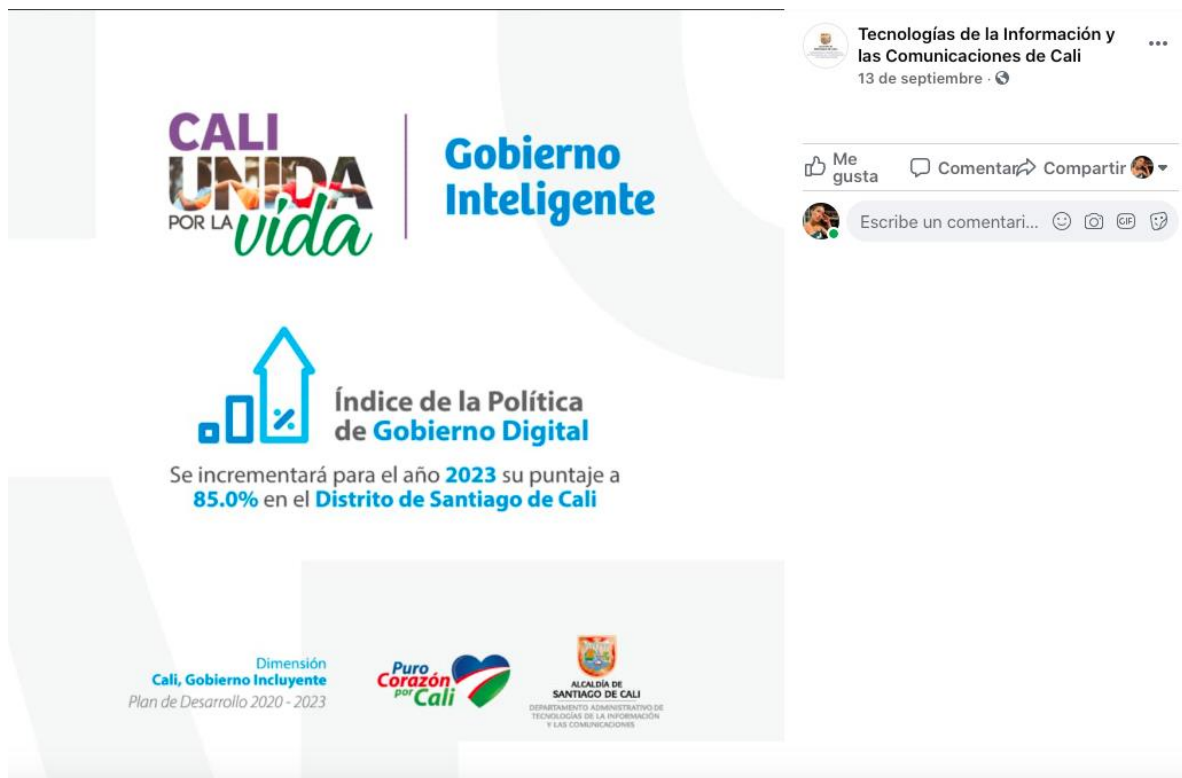 CALI
UNIDA
POR LA vida
Gobierno
Inteligente
Índice de la Política
de Gobierno Digital
Se incrementará para el año 2023 su puntaje a
85.0% en el Distrito de Santiago de Cali
Dimensión
Cali, Gobierno Incluyente
Plan de Desarrollo 2020 - 2023
Puro
Corazón
por Cali
ALCALDÍA DE
SANTIAGO DE CALI
DEPARTAMENTO ADMINISTRATIVO DE
TECNOLOGÍAS DE LA INFORMACIÓN
Y LAS COMUNICACIONES
Tecnologías de la Información y
las Comunicaciones de Cali
13 de septiembre ·
Me
gusta
Comentar
Compartir
Escribe un comentari...
GIF